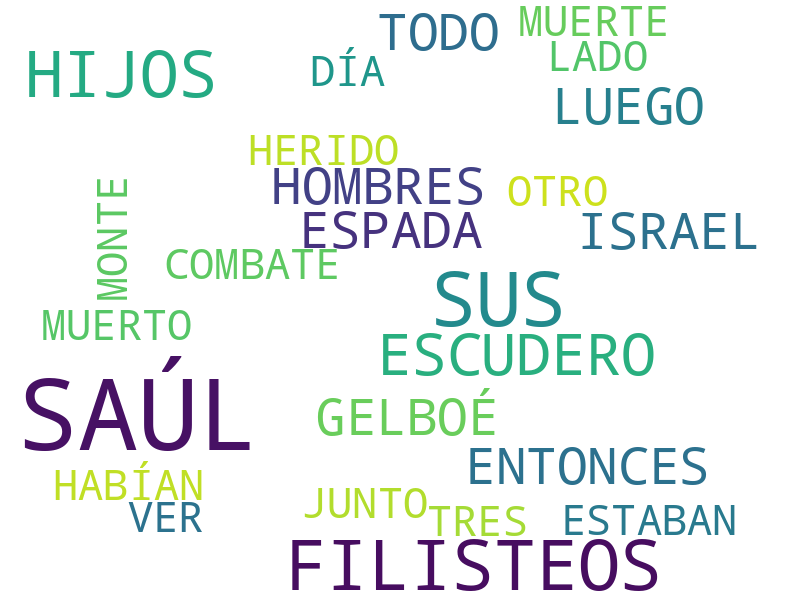 MUERTE
TODO
LADO
HIJOS
DÍA
LUEGO
HERIDO
HOMBRES
OTRO
MONTE
ESPADA
ISRAEL
COMBATE
SUS
MUERTO
ESCUDERO
SAÚL
GELBOÉ
ENTONCES
HABÍAN
JUNTO
VER
TRES
ESTABAN
FILISTEOS